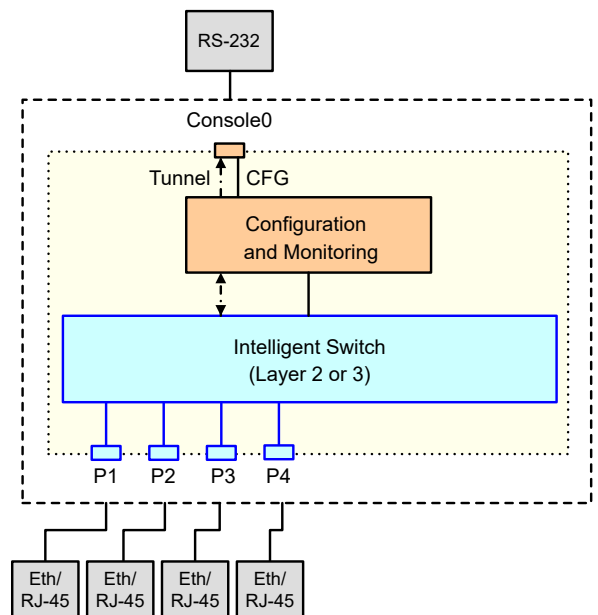 RS-232
Console0
Tunnel CFG
Configuration
and Monitoring
Intelligent Switch
(Layer 2 or 3)
P1 P2 P3 P4
Eth/
RJ-45
Eth/
RJ-45
Eth/
RJ-45
Eth/
RJ-45